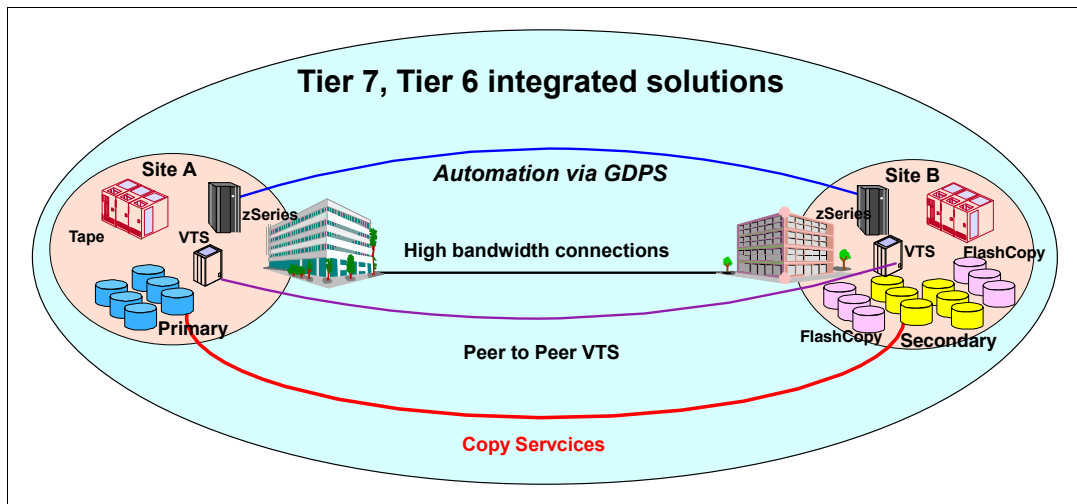 Tier 7, Tier 6 integrated solutions
Site A
Automation via GDPS
Site B
zSeries
zSeries
Tape
VTS
High bandwidth connections
VTS
FlashCopy
Primary
FlashCopy
Secondary
Peer to Peer VTS
Copy Servcices